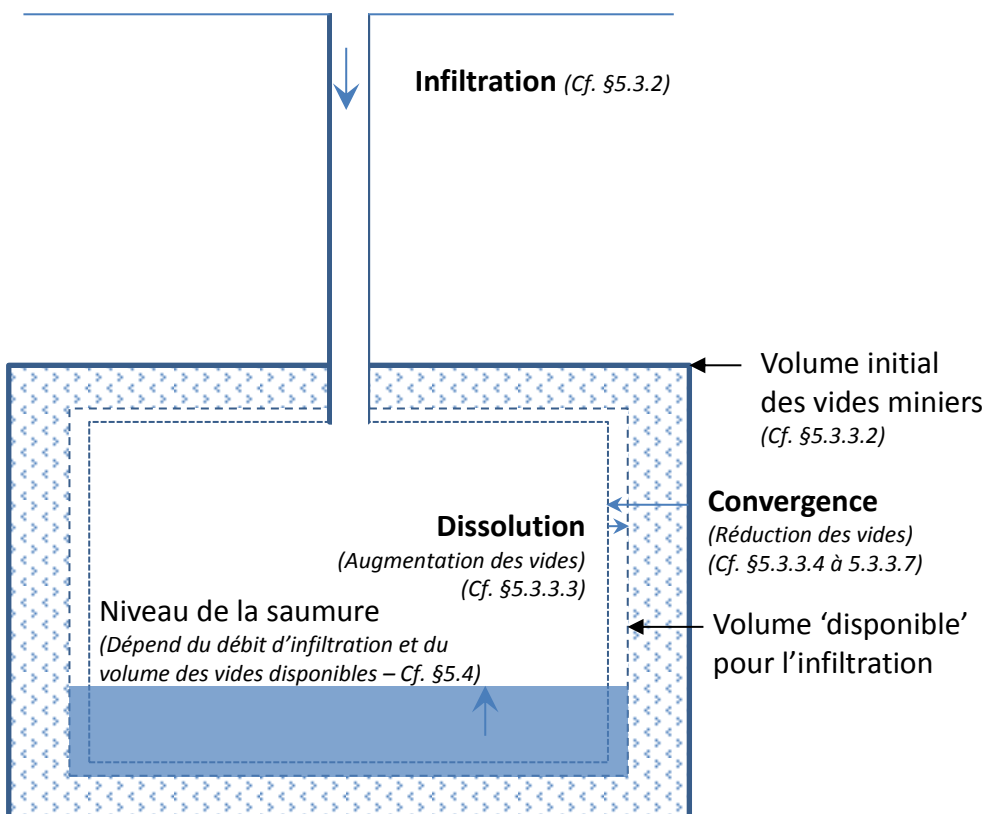 Infiltration (Cf. §5.3.2)
Volume initial
des vides miniers
(Cf. §5.3.3.2)
Convergence
(Réduction des vides)
(Cf. §5.3.3.4 à 5.3.3.7)
Dissolution
(Augmentation des vides)
(Cf. §5.3.3.3)
Niveau de la saumure
(Dépend du débit d’infiltration et du
volume des vides disponibles – Cf. §5.4)
Volume ‘disponible’
pour l’infiltration